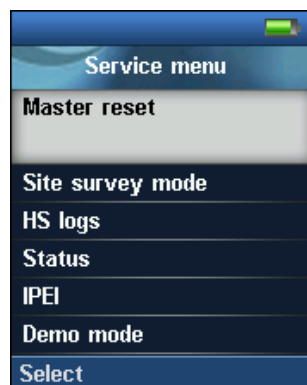 Service menu
Master reset
Site survey mode
HS logs
Status
IPEI
Demo mode
Select